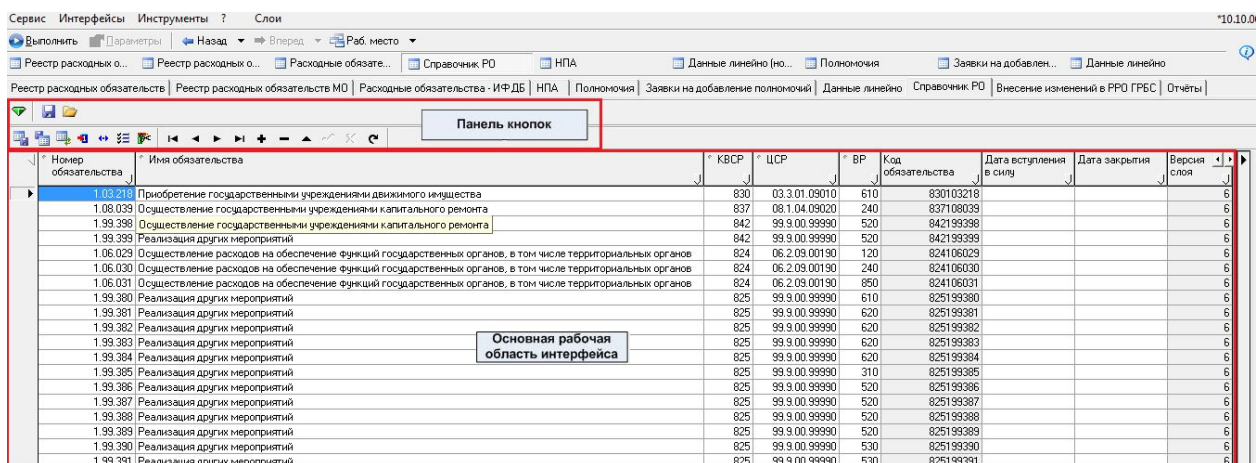 Сервис Интерфейсы Инструменты ? Слои *10.10.0
Выполнить Параметры Назад Вперед Раб. место
Реестр расходных о... Реестр расходных о... Расходные обязате... Справочник РО НПА Данные линейно (но... Полномочия Заявки на добавлен... Данные линейно
Реестр расходных обязательств Реестр расходных обязательств МО Расходные обязательства - ИФДБ НПА Полномочия Заявки на добавление полномочий Данные линейно Справочник РО Внесение изменений в РРО ГРБС Отчёты
Панель кнопок
Номер обязательства Имя обязательства КВСР ЦСР ВР Код обязательства Дата вступления в силу Дата закрытия Версия слоя
1.03.218 Приобретение государственными учреждениями движимого имущества 830 03.3.01.09010 610 830103218 6
1.08.039 Осуществление государственными учреждениями капитального ремонта 837 08.1.04.09020 240 837108039 6
1.99.398 Осуществление государственными учреждениями капитального ремонта 842 99.9.00.99990 520 842199398 6
1.99.399 Реализация других мероприятий 842 99.9.00.99990 520 842199399 6
1.06.029 Осуществление расходов на обеспечение функций государственных органов, в том числе территориальных органов 824 06.2.09.00190 120 824106029 6
1.06.030 Осуществление расходов на обеспечение функций государственных органов, в том числе территориальных органов 824 06.2.09.00190 240 824106030 6
1.06.031 Осуществление расходов на обеспечение функций государственных органов, в том числе территориальных органов 824 06.2.09.00190 850 824106031 6
1.99.380 Реализация других мероприятий 825 99.9.00.99990 610 825199380 6
1.99.381 Реализация других мероприятий 825 99.9.00.99990 620 825199381 6
1.99.382 Реализация других мероприятий 825 99.9.00.99990 620 825199382 6
1.99.383 Реализация других мероприятий 825 99.9.00.99990 620 825199383 6
Основная рабочая область интерфейса
1.99.384 Реализация других мероприятий 825 99.9.00.99990 620 825199384 6
1.99.385 Реализация других мероприятий 825 99.9.00.99990 310 825199385 6
1.99.386 Реализация других мероприятий 825 99.9.00.99990 520 825199386 6
1.99.387 Реализация других мероприятий 825 99.9.00.99990 520 825199387 6
1.99.388 Реализация других мероприятий 825 99.9.00.99990 520 825199388 6
1.99.389 Реализация других мероприятий 825 99.9.00.99990 520 825199389 6
1.99.390 Реализация других мероприятий 825 99.9.00.99990 530 825199390 6
1.99.391 Реализация других мероприятий 825 99.9.00.99990 530 825199391 6